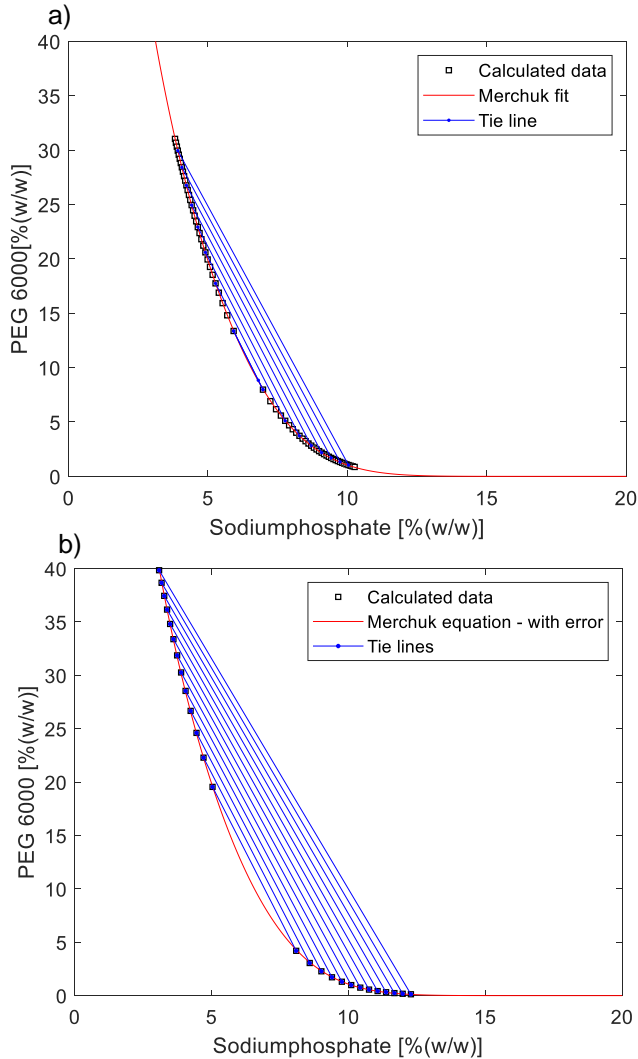 a)
40
35
30
25
20
15
10
5
0
PEG 6000[%(w/w)]
Calculated data
Merchuk fit
Tie line
0 5 10 15 20
Sodiumphosphate [%(w/w)]
b)
40
35
30
25
20
15
10
5
0
PEG 6000 [%(w/w)]
Calculated data
Merchuk equation - with error
Tie lines
0 5 10 15 20
Sodiumphosphate [%(w/w)]